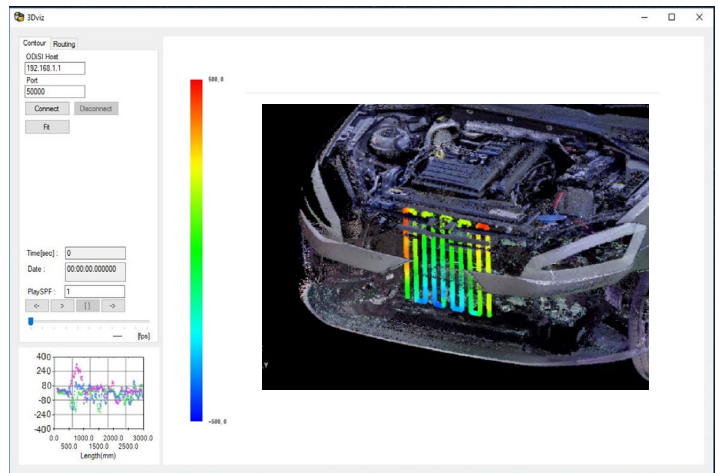 3Dviz
Contour Routing
ODiSI Host
192.168.1.1
Port
50000
Connect Disconnect
Fit
Time[sec] : 0
Date : 00:00:00.000000
PlaySPF : 1
<- > [ ] ->
[fps]
400
240
80
-80
-240
-400
0.0 1000.0 2000.0 3000.0
500.0 1500.0 2500.0
Length(mm)
500.0
-500.0
Y